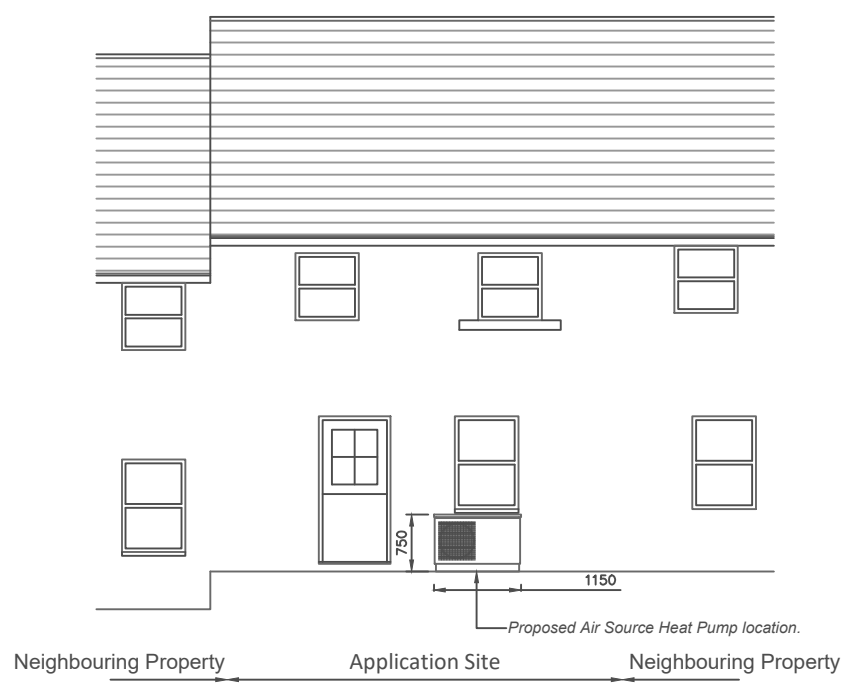 750
1150
Proposed Air Source Heat Pump location.
Neighbouring Property
Application Site
Neighbouring Property